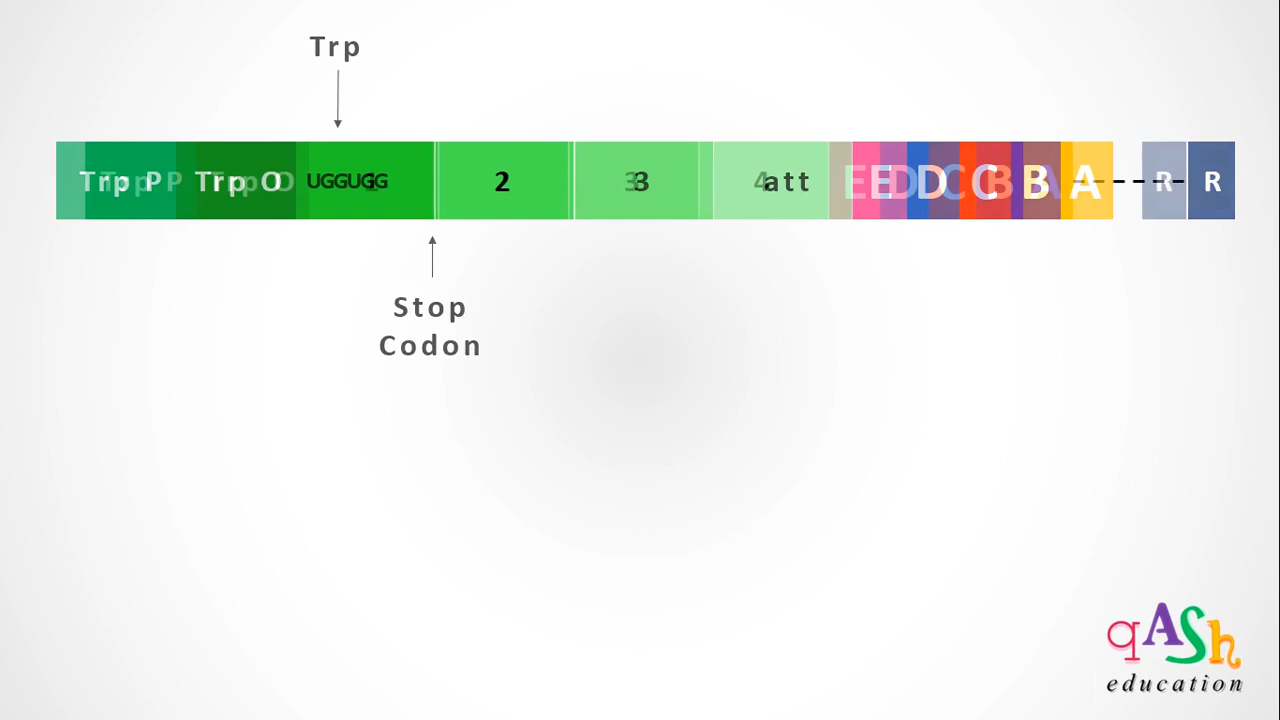 Trp
Trp P Trp O UGGUGG 2 3 att E D C B A R R
Stop
Codon
qASh
education